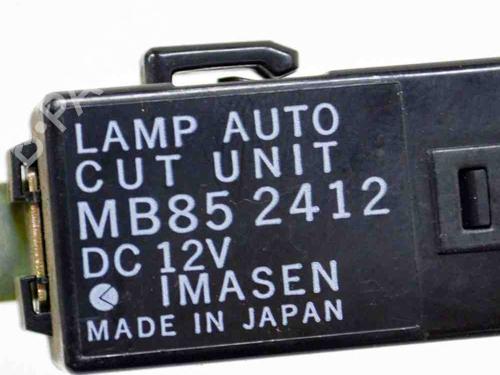 LAMP AUTO
CUT UNIT
MB85 2412
DC 12V
IMASEN
MADE IN JAPAN